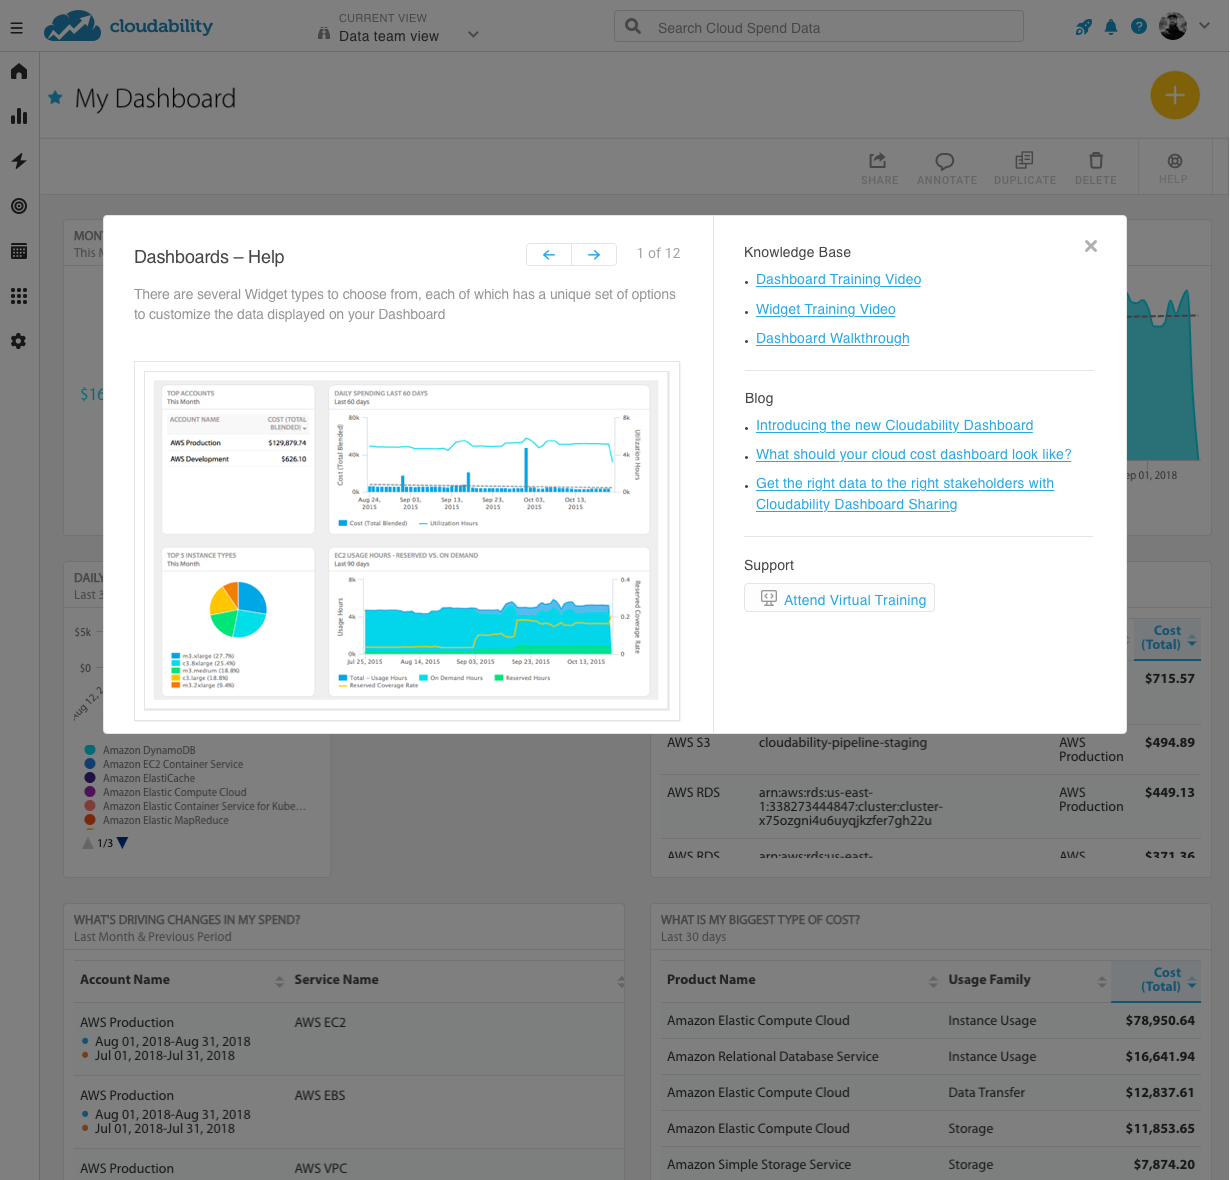 cloudability
CURRENT VIEW
Data team view
Search Cloud Spend Data
?
My Dashboard
SHARE
ANNOTATE
DUPLICATE
DELETE
HELP
Dashboards – Help
1 of 12
There are several Widget types to choose from, each of which has a unique set of options
to customize the data displayed on your Dashboard
TOP ACCOUNTS
This Month
ACCOUNT NAME
COST (TOTAL
BLENDED)
AWS Production
$129,879.74
AWS Development
$626.10
DAILY SPENDING LAST 60 DAYS
Last 60 days
80k
40k
0k
Cost (Total Blended)
8k
4k
0k
Utilization Hours
Aug 24,
2015
Sep 03,
2015
Sep 13,
2015
Sep 23,
2015
Oct 03,
2015
Oct 13,
2015
Cost (Total Blended)
Utilization Hours
TOP 5 INSTANCE TYPES
This Month
m3.xlarge (27.7%)
c3.8xlarge (25.4%)
m3.medium (18.8%)
c3.large (18.8%)
m3.2xlarge (9.4%)
EC2 USAGE HOURS - RESERVED VS. ON DEMAND
Last 90 days
8k
4k
0k
Usage Hours
0.4
0.2
0
Reserved Coverage Rate
Jul 25, 2015
Aug 14, 2015
Sep 03, 2015
Sep 23, 2015
Oct 13, 2015
Total - Usage Hours
On Demand Hours
Reserved Hours
Reserved Coverage Rate
Knowledge Base
Dashboard Training Video
Widget Training Video
Dashboard Walkthrough
Blog
Introducing the new Cloudability Dashboard
What should your cloud cost dashboard look like?
Get the right data to the right stakeholders with
Cloudability Dashboard Sharing
Support
Attend Virtual Training
MON
This M
$16
ep 01, 2018
DAILY
Last 3
$5k
$0
Aug 12, 2
Amazon DynamoDB
Amazon EC2 Container Service
Amazon ElastiCache
Amazon Elastic Compute Cloud
Amazon Elastic Container Service for Kube...
Amazon Elastic MapReduce
1/3
Cost
(Total)
$715.57
AWS S3
cloudability-pipeline-staging
AWS
Production
$494.89
AWS RDS
arn:aws:rds:us-east-
1:338273444847:cluster:cluster-
x75ozgni4u6uyqjkzfer7gh22u
AWS
Production
$449.13
AWS RDS
arn:aws:rds:us-east-
AWS
$371.36
WHAT'S DRIVING CHANGES IN MY SPEND?
Last Month & Previous Period
Account Name
Service Name
AWS Production
AWS EC2
Aug 01, 2018-Aug 31, 2018
Jul 01, 2018-Jul 31, 2018
AWS Production
AWS EBS
Aug 01, 2018-Aug 31, 2018
Jul 01, 2018-Jul 31, 2018
AWS Production
AWS VPC
WHAT IS MY BIGGEST TYPE OF COST?
Last 30 days
Product Name
Usage Family
Cost
(Total)
Amazon Elastic Compute Cloud
Instance Usage
$78,950.64
Amazon Relational Database Service
Instance Usage
$16,641.94
Amazon Elastic Compute Cloud
Data Transfer
$12,837.61
Amazon Elastic Compute Cloud
Storage
$11,853.65
Amazon Simple Storage Service
Storage
$7,874.20